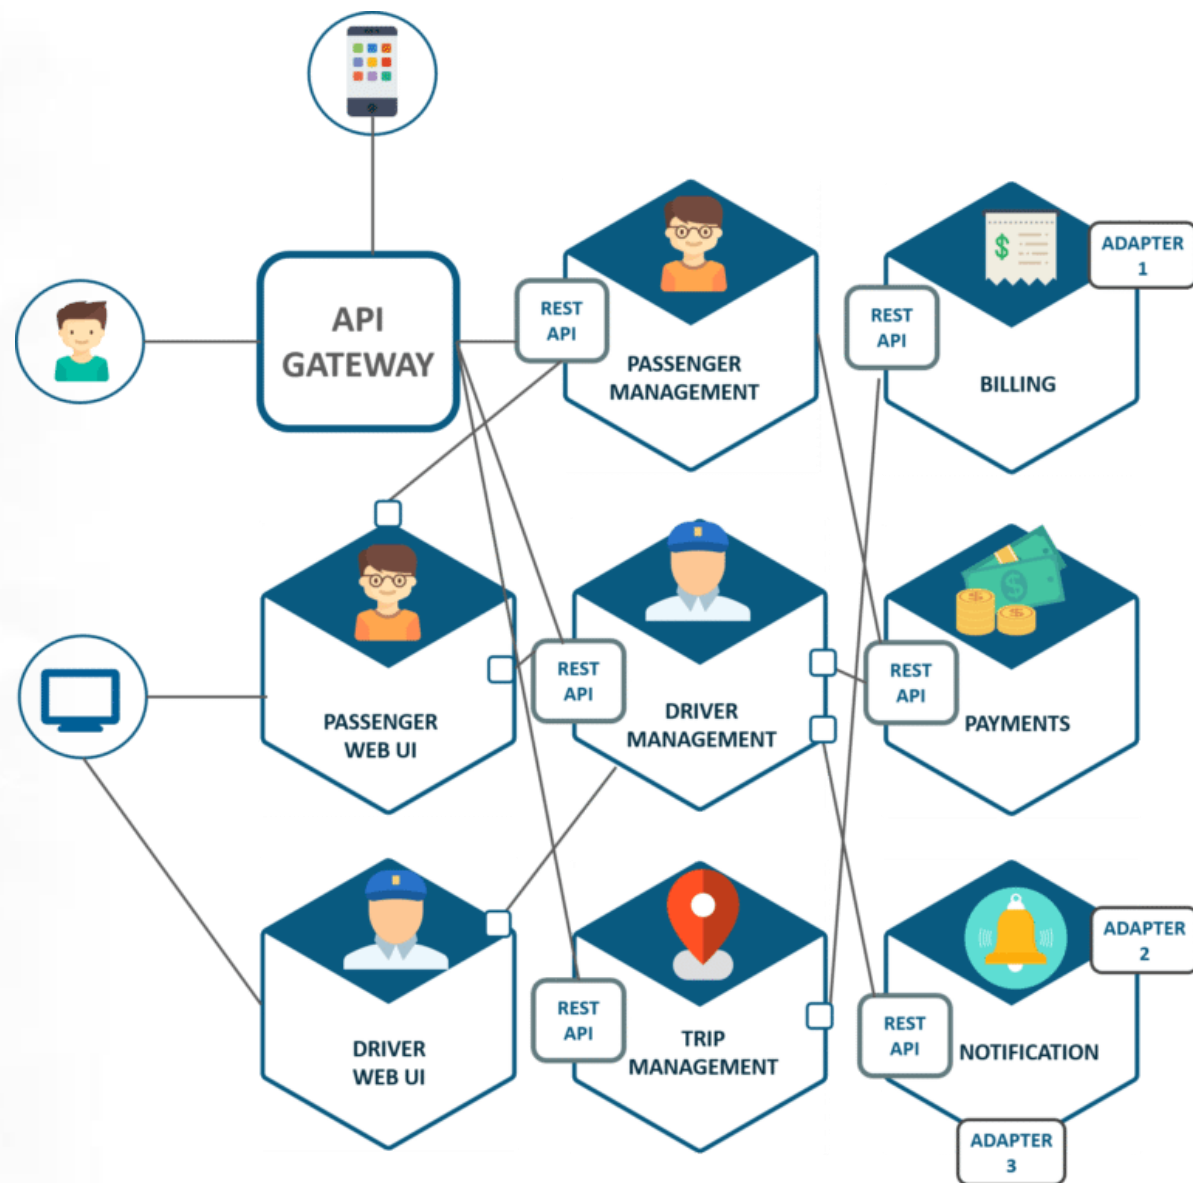 API
GATEWAY
REST
API
PASSENGER
MANAGEMENT
REST
API
BILLING
ADAPTER
1
PASSENGER
WEB UI
REST
API
DRIVER
MANAGEMENT
REST
API
PAYMENTS
DRIVER
WEB UI
REST
API
TRIP
MANAGEMENT
REST
API
NOTIFICATION
ADAPTER
2
ADAPTER
3